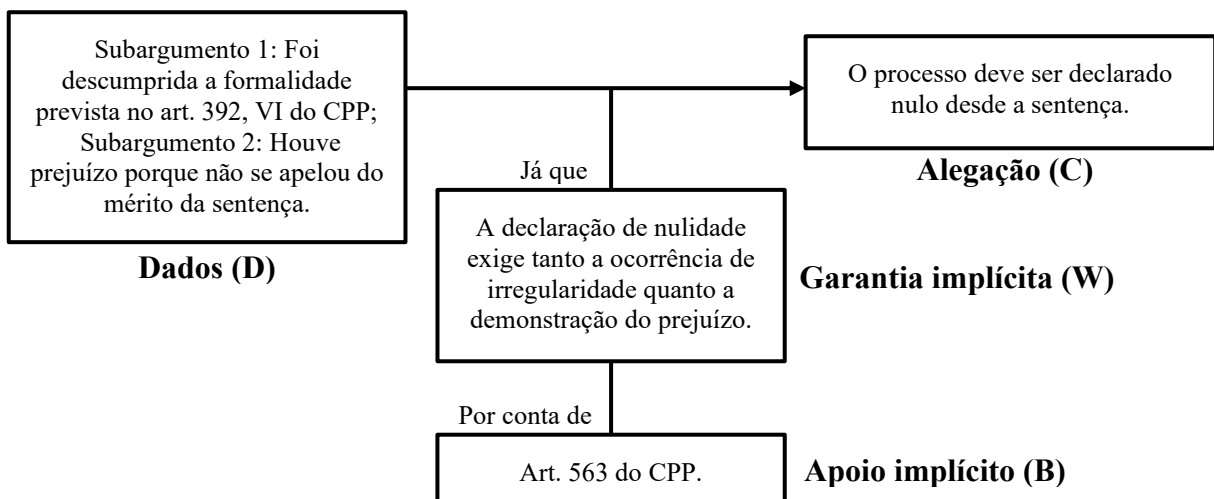 Subargumento 1: Foi
descumprida a formalidade
prevista no art. 392, VI do CPP;
Subargumento 2: Houve
prejuízo porque não se apelou do
mérito da sentença.
Dados (D)
O processo deve ser declarado
nulo desde a sentença.
Alegação (C)
Já que
A declaração de nulidade
exige tanto a ocorrência de
irregularidade quanto a
demonstração do prejuízo.
Garantia implícita (W)
Por conta de
Art. 563 do CPP.
Apoio implícito (B)